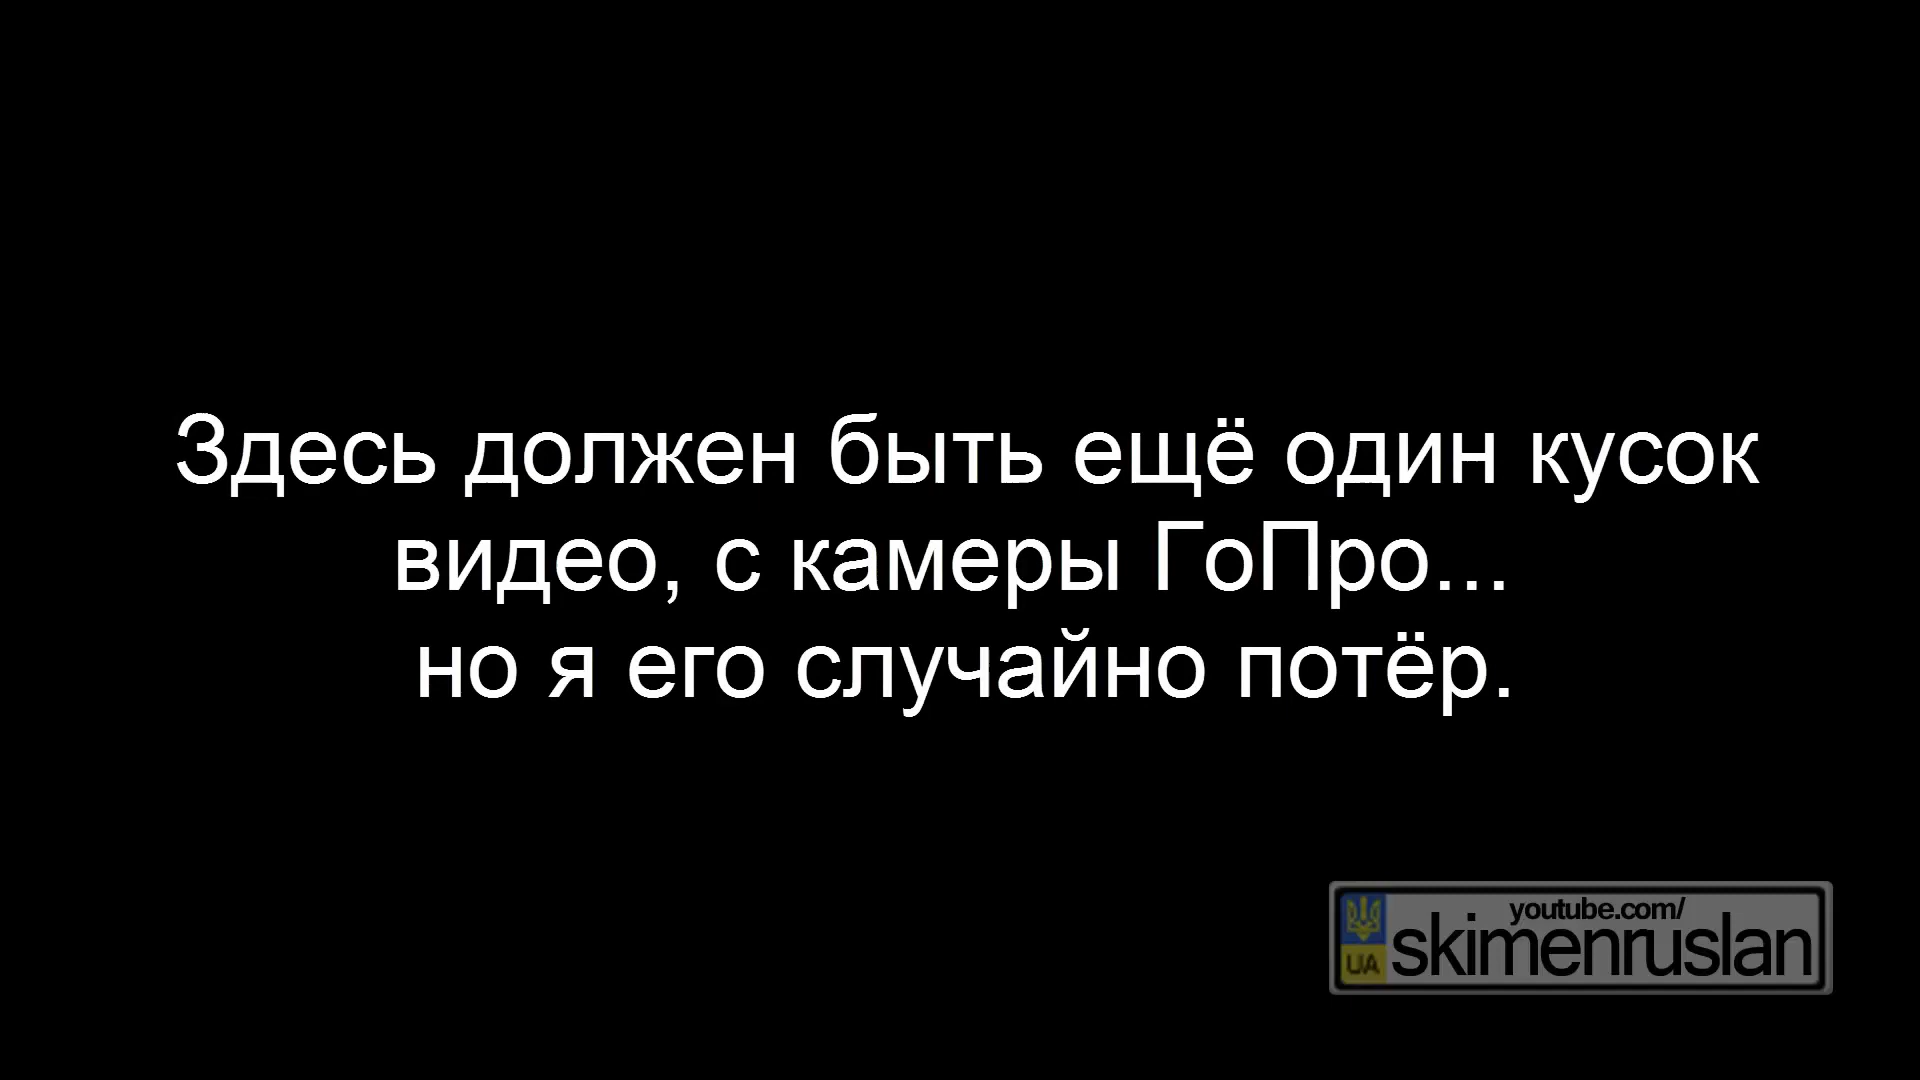 Здесь должен быть ещё один кусок
видео, с камеры ГоПро...
но я его случайно потёр.
youtube.com/
skimenruslan
UA